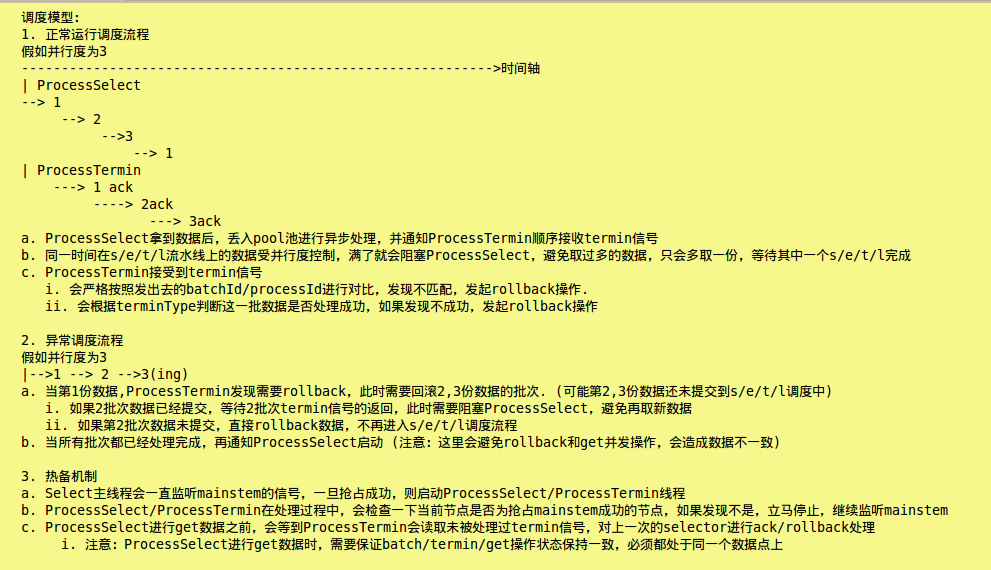 调度模型:
1. 正常运行调度流程
假如并行度为3
----------------------------------------------------------->时间轴
| ProcessSelect
--> 1
--> 2
-->3
--> 1
| ProcessTermin
---> 1 ack
----> 2ack
---> 3ack
a. ProcessSelect拿到数据后，丢入pool池进行异步处理，并通知ProcessTermin顺序接收termin信号
b. 同一时间在s/e/t/l流水线上的数据受并行度控制，满了就会阻塞ProcessSelect，避免取过多的数据，只会多取一份，等待其中一个s/e/t/l完成
c. ProcessTermin接受到termin信号
i. 会严格按照发出去的batchId/processId进行对比，发现不匹配，发起rollback操作.
ii. 会根据terminType判断这一批数据是否处理成功，如果发现不成功，发起rollback操作
2. 异常调度流程
假如并行度为3
|-->1 --> 2 -->3(ing)
a. 当第1份数据,ProcessTermin发现需要rollback，此时需要回滚2,3份数据的批次. (可能第2,3份数据还未提交到s/e/t/l调度中)
i. 如果2批次数据已经提交，等待2批次termin信号的返回，此时需要阻塞ProcessSelect，避免再取新数据
ii. 如果第2批次数据未提交，直接rollback数据，不再进入s/e/t/l调度流程
b. 当所有批次都已经处理完成，再通知ProcessSelect启动 (注意: 这里会避免rollback和get并发操作，会造成数据不一致)
3. 热备机制
a. Select主线程会一直监听mainstem的信号，一旦抢占成功，则启动ProcessSelect/ProcessTermin线程
b. ProcessSelect/ProcessTermin在处理过程中，会检查一下当前节点是否为抢占mainstem成功的节点，如果发现不是，立马停止，继续监听mainstem
c. ProcessSelect进行get数据之前，会等到ProcessTermin会读取未被处理过termin信号，对上一次的selector进行ack/rollback处理
i. 注意: ProcessSelect进行get数据时，需要保证batch/termin/get操作状态保持一致，必须都处于同一个数据点上